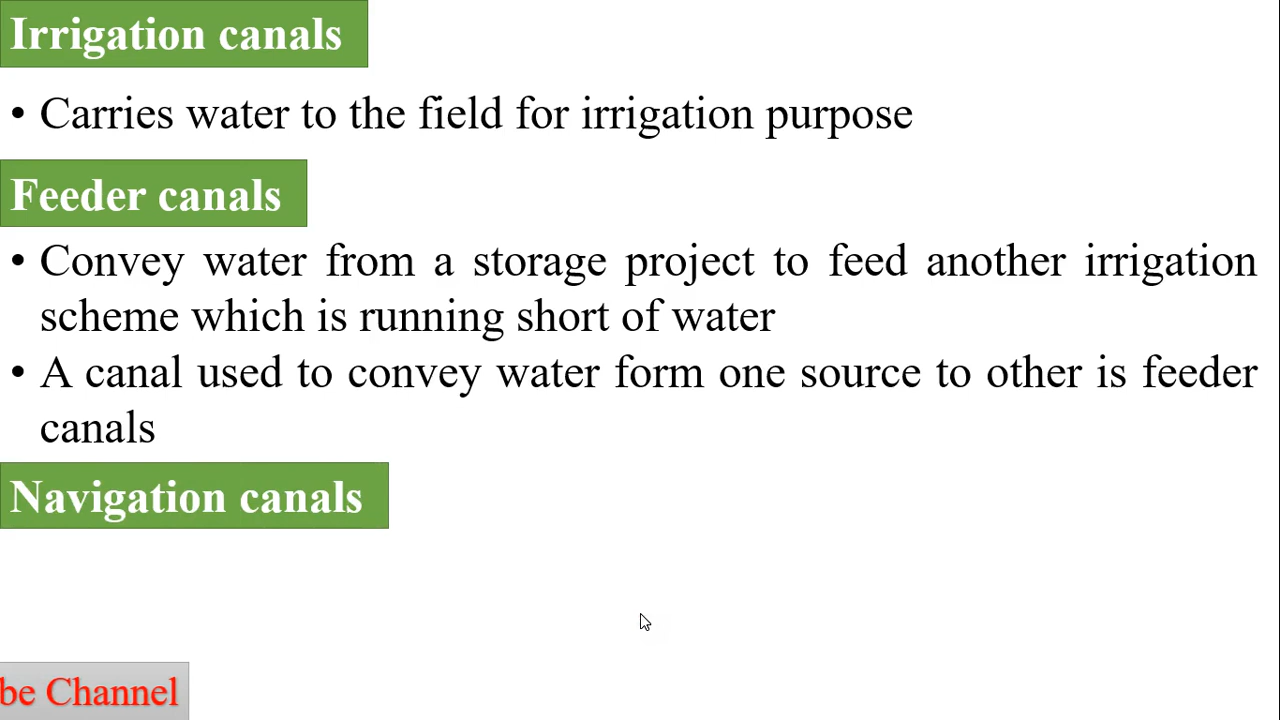 Irrigation canals
• Carries water to the field for irrigation purpose
Feeder canals
• Convey water from a storage project to feed another irrigation
scheme which is running short of water
• A canal used to convey water form one source to other is feeder
canals
Navigation canals
be Channel